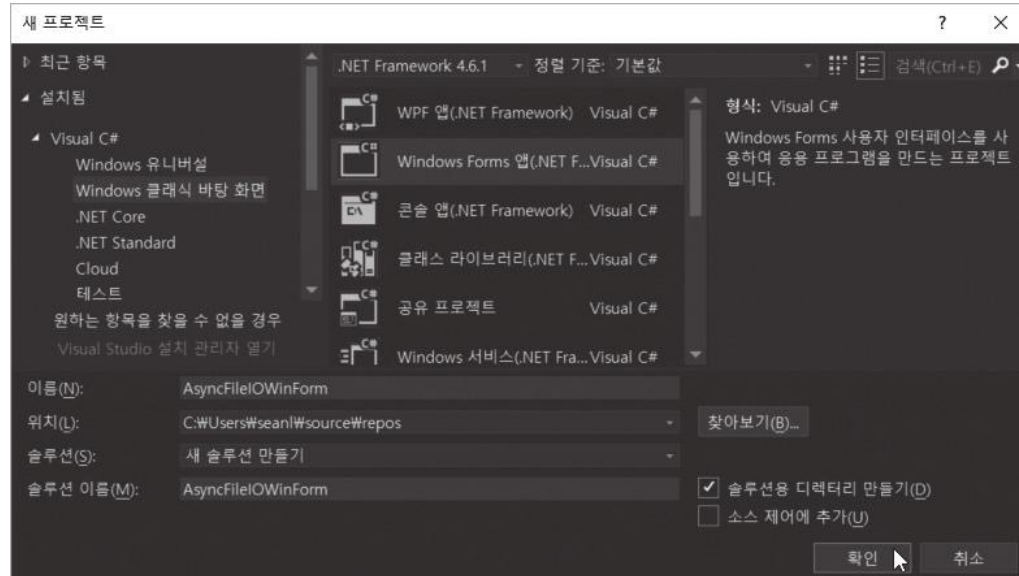 새 프로젝트
? ×
최근 항목
설치됨
Visual C#
Windows 유니버설
Windows 클래식 바탕 화면
.NET Core
.NET Standard
Cloud
테스트
원하는 항목을 찾을 수 없을 경우
Visual Studio 설치 관리자 열기
.NET Framework 4.6.1 정렬 기준: 기본값
검색(Ctrl+E)
WPF 앱(.NET Framework) Visual C#
Windows Forms 앱(.NET F... Visual C#
콘솔 앱(.NET Framework) Visual C#
클래스 라이브러리(.NET F... Visual C#
공유 프로젝트 Visual C#
Windows 서비스(.NET Fra... Visual C#
형식: Visual C#
Windows Forms 사용자 인터페이스를 사
용하여 응용 프로그램을 만드는 프로젝트
입니다.
이름(N): AsyncFileIOWinForm
위치(L): C:₩Users₩seanl₩source₩repos 찾아보기(B)...
솔루션(S): 새 솔루션 만들기
솔루션 이름(M): AsyncFileIOWinForm
솔루션용 디렉터리 만들기(D)
소스 제어에 추가(U)
확인 취소